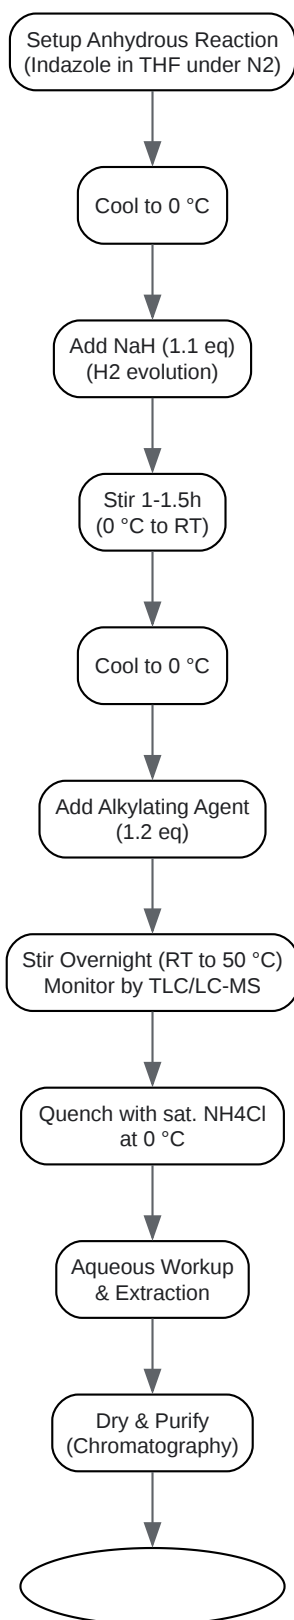 Setup Anhydrous Reaction
(Indazole in THF under N2)
Cool to 0 °C
Add NaH (1.1 eq)
(H2 evolution)
Stir 1-1.5h
(0 °C to RT)
Cool to 0 °C
Add Alkylating Agent
(1.2 eq)
Stir Overnight (RT to 50 °C)
Monitor by TLC/LC-MS
Quench with sat. NH4Cl
at 0 °C
Aqueous Workup
& Extraction
Dry & Purify
(Chromatography)